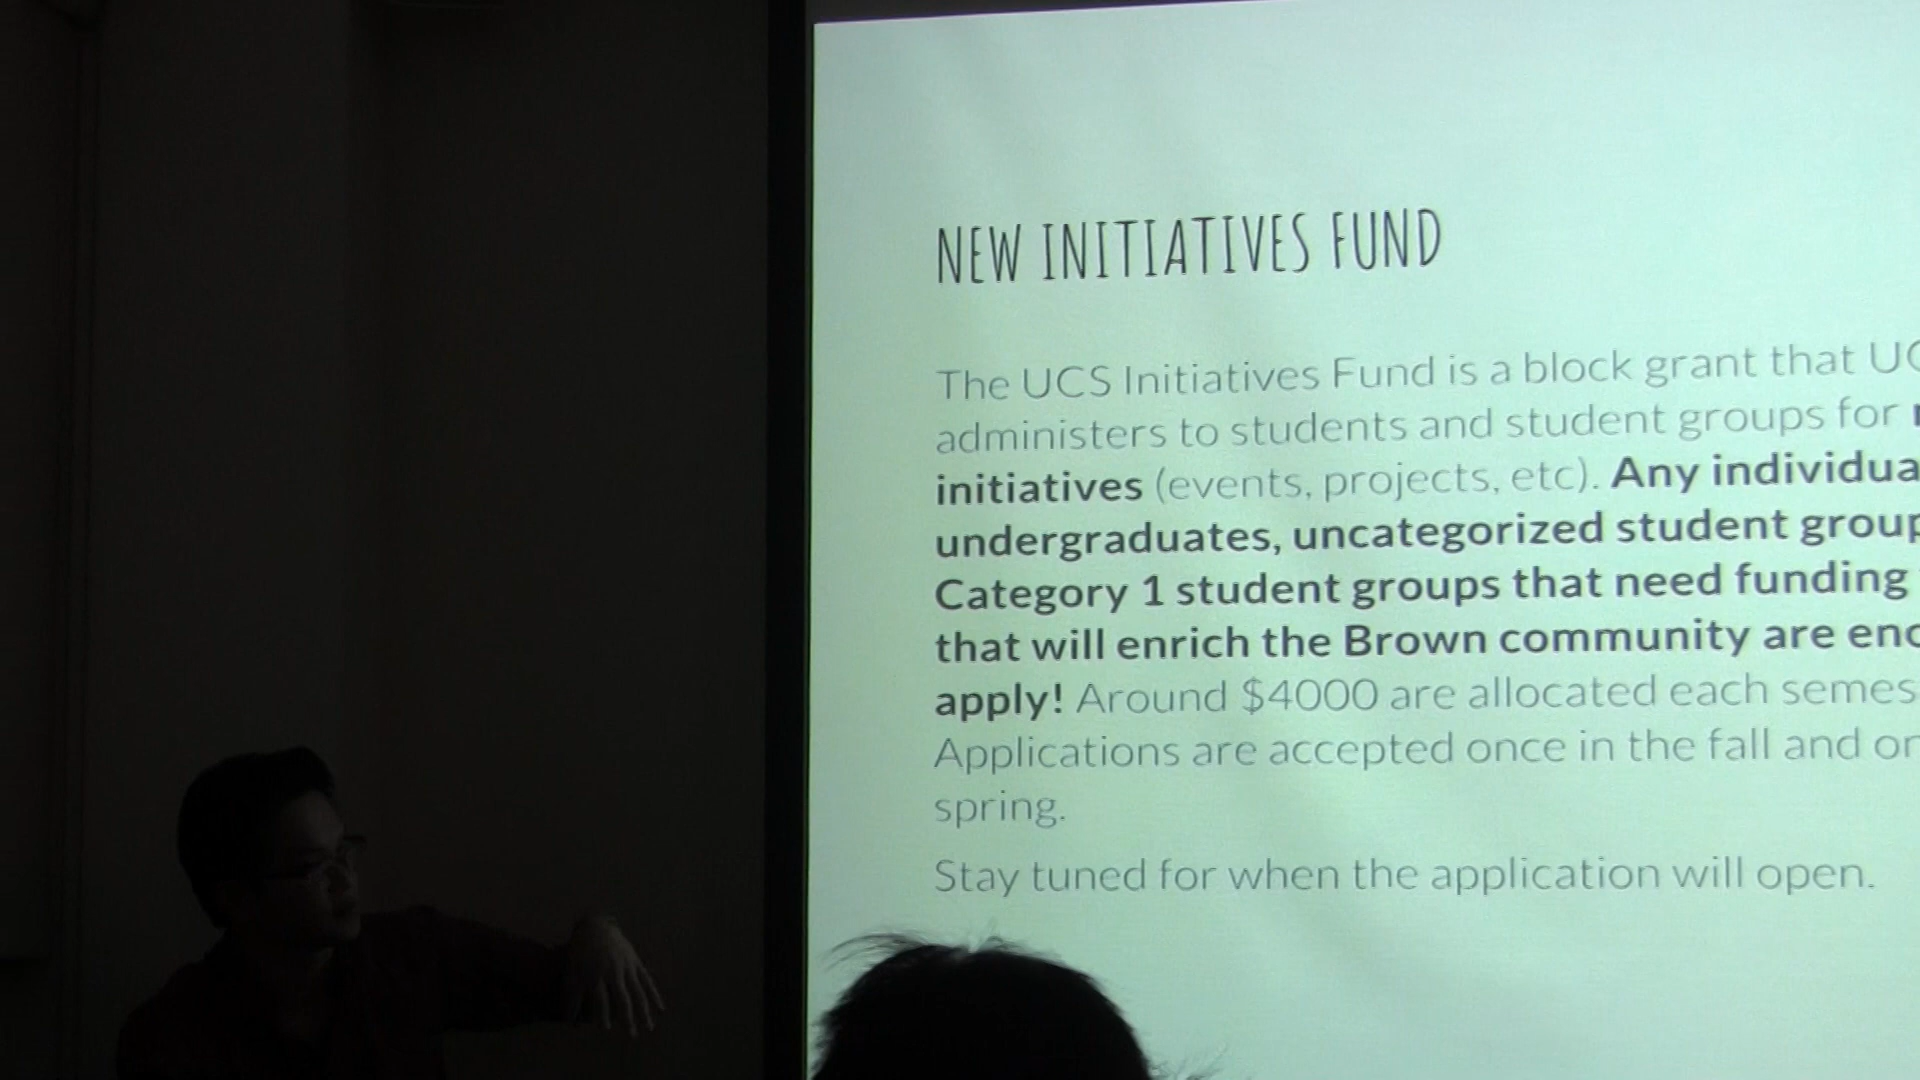 NEW INITIATIVES FUND
The UCS Initiatives Fund is a block grant that
administers to students and student groups for
initiatives (events, projects, etc). Any
undergraduates, uncategorized student
Category 1 student groups that need funding
that will enrich the Brown community are
apply! Around $4000 are allocated each
Applications are accepted once in the fall and
spring.
Stay tuned for when the application will open.